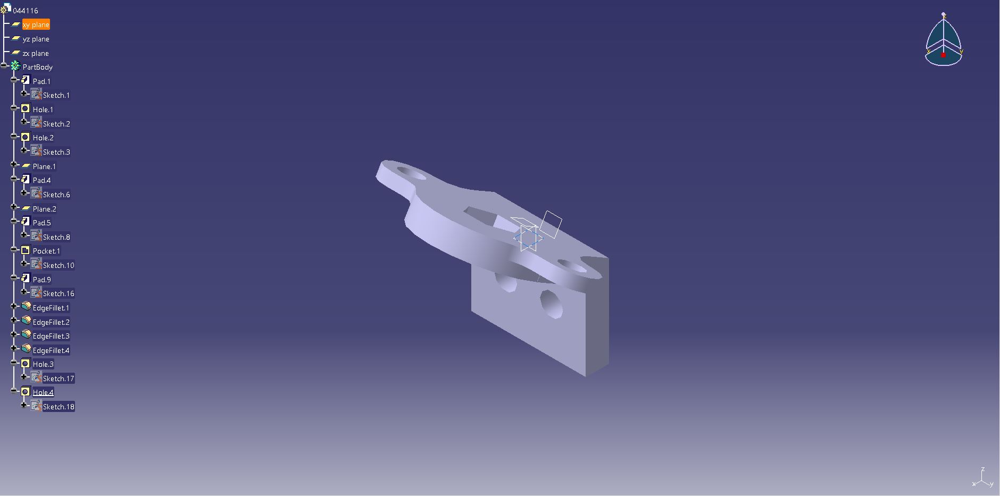 044116
xy plane
yz plane
zx plane
PartBody
Pad.1
Sketch.1
Hole.1
Sketch.2
Hole.2
Sketch.3
Plane.1
Pad.4
Sketch.6
Plane.2
Pad.5
Sketch.8
Pocket.1
Sketch.10
Pad.9
Sketch.16
EdgeFillet.1
EdgeFillet.2
EdgeFillet.3
EdgeFillet.4
Hole.3
Sketch.17
Hole.4
Sketch.18
z
x y
z
x y